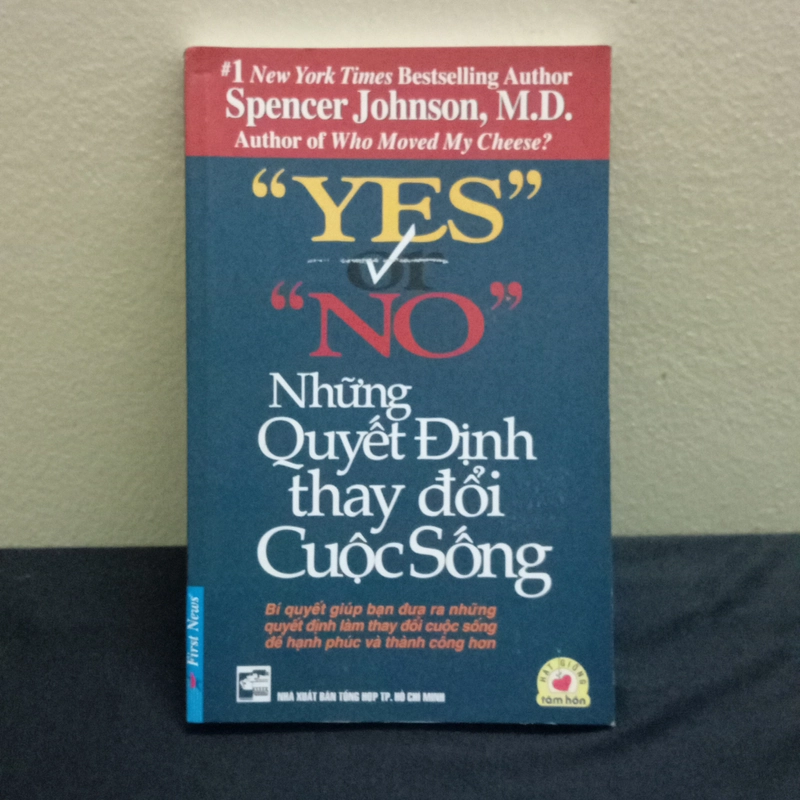 #1 New York Times Bestselling Author
Spencer Johnson, M.D.
Author of Who Moved My Cheese?
“YES”
or
“NO”
Những
Quyết Định
thay đổi
Cuộc Sống
Bí quyết giúp bạn đưa ra những
quyết định làm thay đổi cuộc sống
để hạnh phúc và thành công hơn
First News
NHÀ XUẤT BẢN TỔNG HỢP TP. HỒ CHÍ MINH
HẠT GIỐNG
tâm hồn